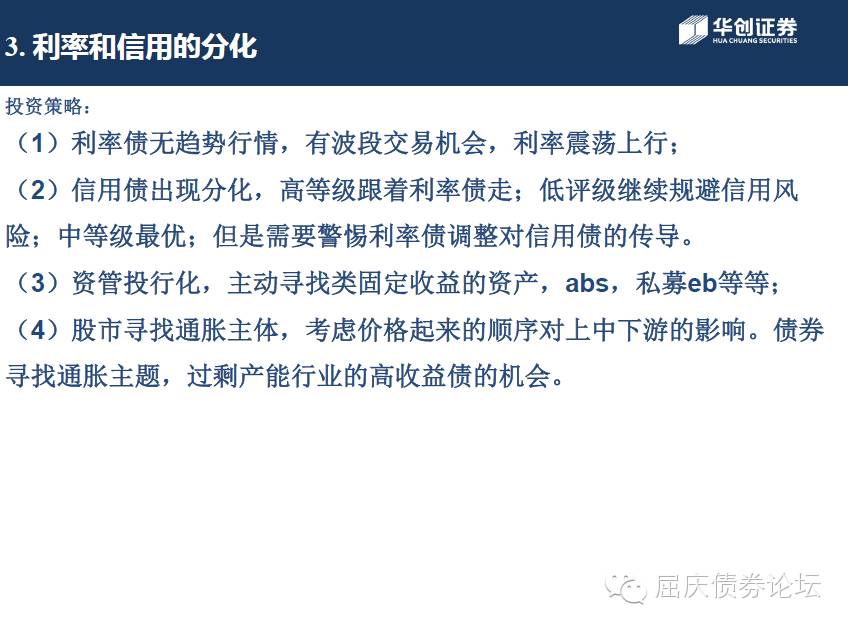 3. 利率和信用的分化
华创证券
HUA CHUANG SECURITIES
投资策略：
（1）利率债无趋势行情，有波段交易机会，利率震荡上行；
（2）信用债出现分化，高等级跟着利率债走；低评级继续规避信用风
险；中等级最优；但是需要警惕利率债调整对信用债的传导。
（3）资管投行化，主动寻找类固定收益的资产，abs，私募eb等等；
（4）股市寻找通胀主体，考虑价格起来的顺序对上中下游的影响。债券
寻找通胀主题，过剩产能行业的高收益债的机会。
屈庆债券论坛